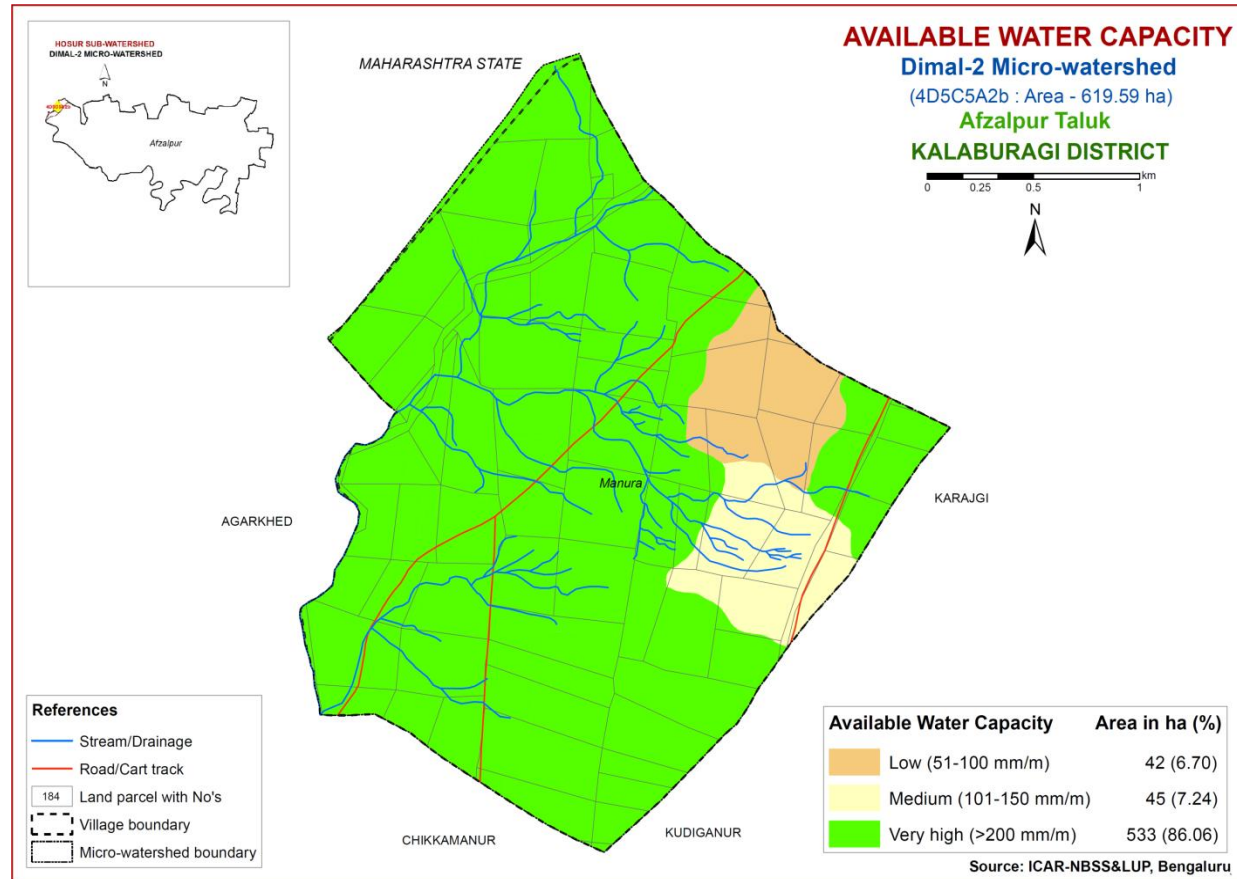 HOSUR SUB-WATERSHED
DIMAL-2 MICRO-WATERSHED
N
Afzalpur
MAHARASHTRA STATE
AVAILABLE WATER CAPACITY
Dimal-2 Micro-watershed
(4D5C5A2b : Area - 619.59 ha)
Afzalpur Taluk
KALABURAGI DISTRICT
km
0 0.25 0.5 1
N
Manura
KARAJGI
AGARKHED
CHIKKAMANUR
KUDIGANUR
References
Stream/Drainage
Road/Cart track
184 Land parcel with No's
Village boundary
Micro-watershed boundary
Available Water Capacity Area in ha (%)
Low (51-100 mm/m) 42 (6.70)
Medium (101-150 mm/m) 45 (7.24)
Very high (>200 mm/m) 533 (86.06)
Source: ICAR-NBSS&LUP, Bengaluru